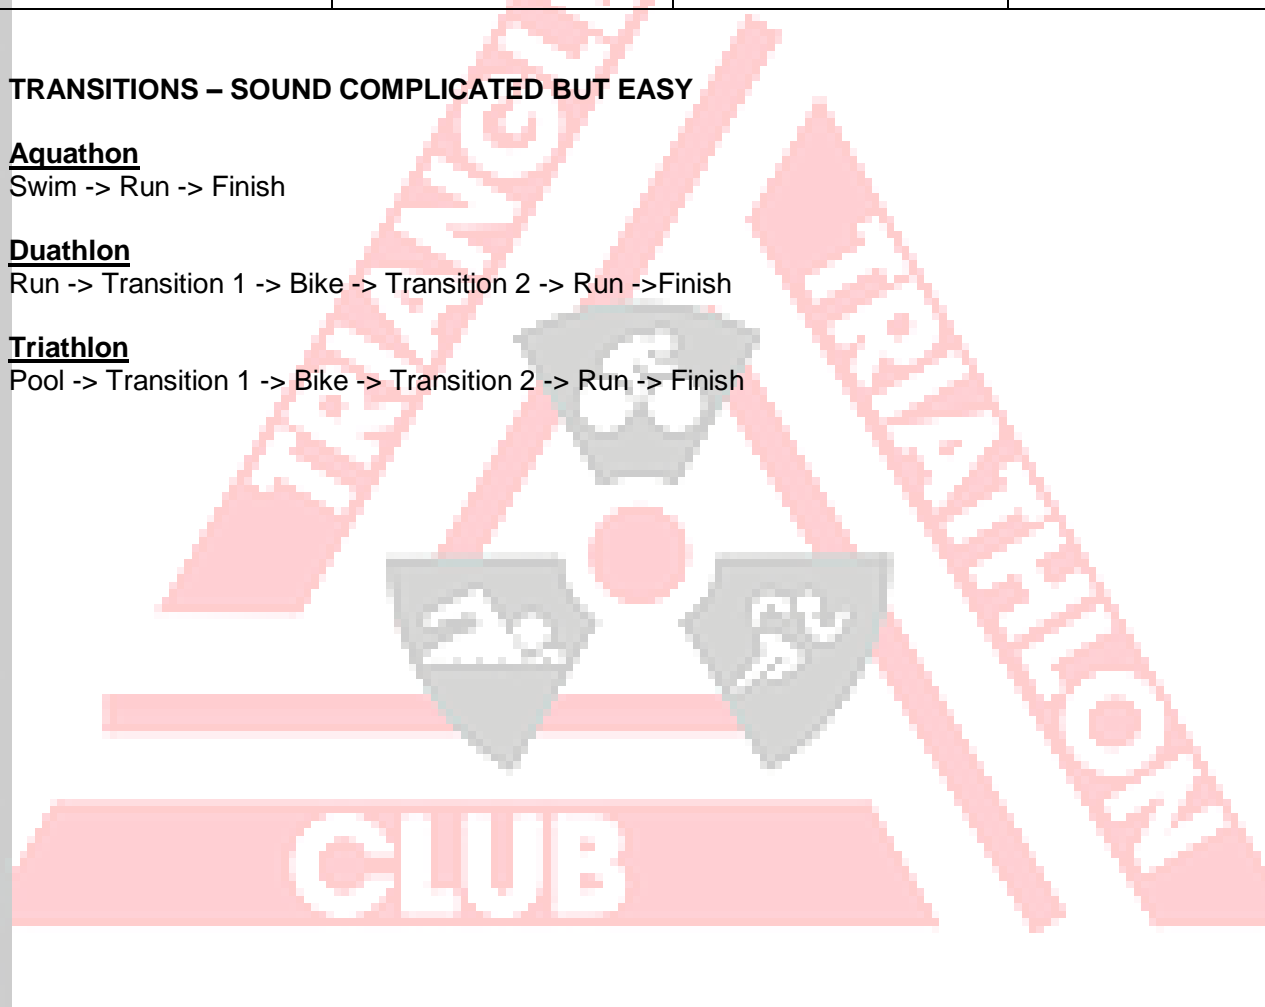 TRANSITIONS – SOUND COMPLICATED BUT EASY
Aquathon
Swim -> Run -> Finish
Duathlon
Run -> Transition 1 -> Bike -> Transition 2 -> Run ->Finish
Triathlon
Pool -> Transition 1 -> Bike -> Transition 2 -> Run -> Finish
TRIANGLE
TRIATHLON
CLUB